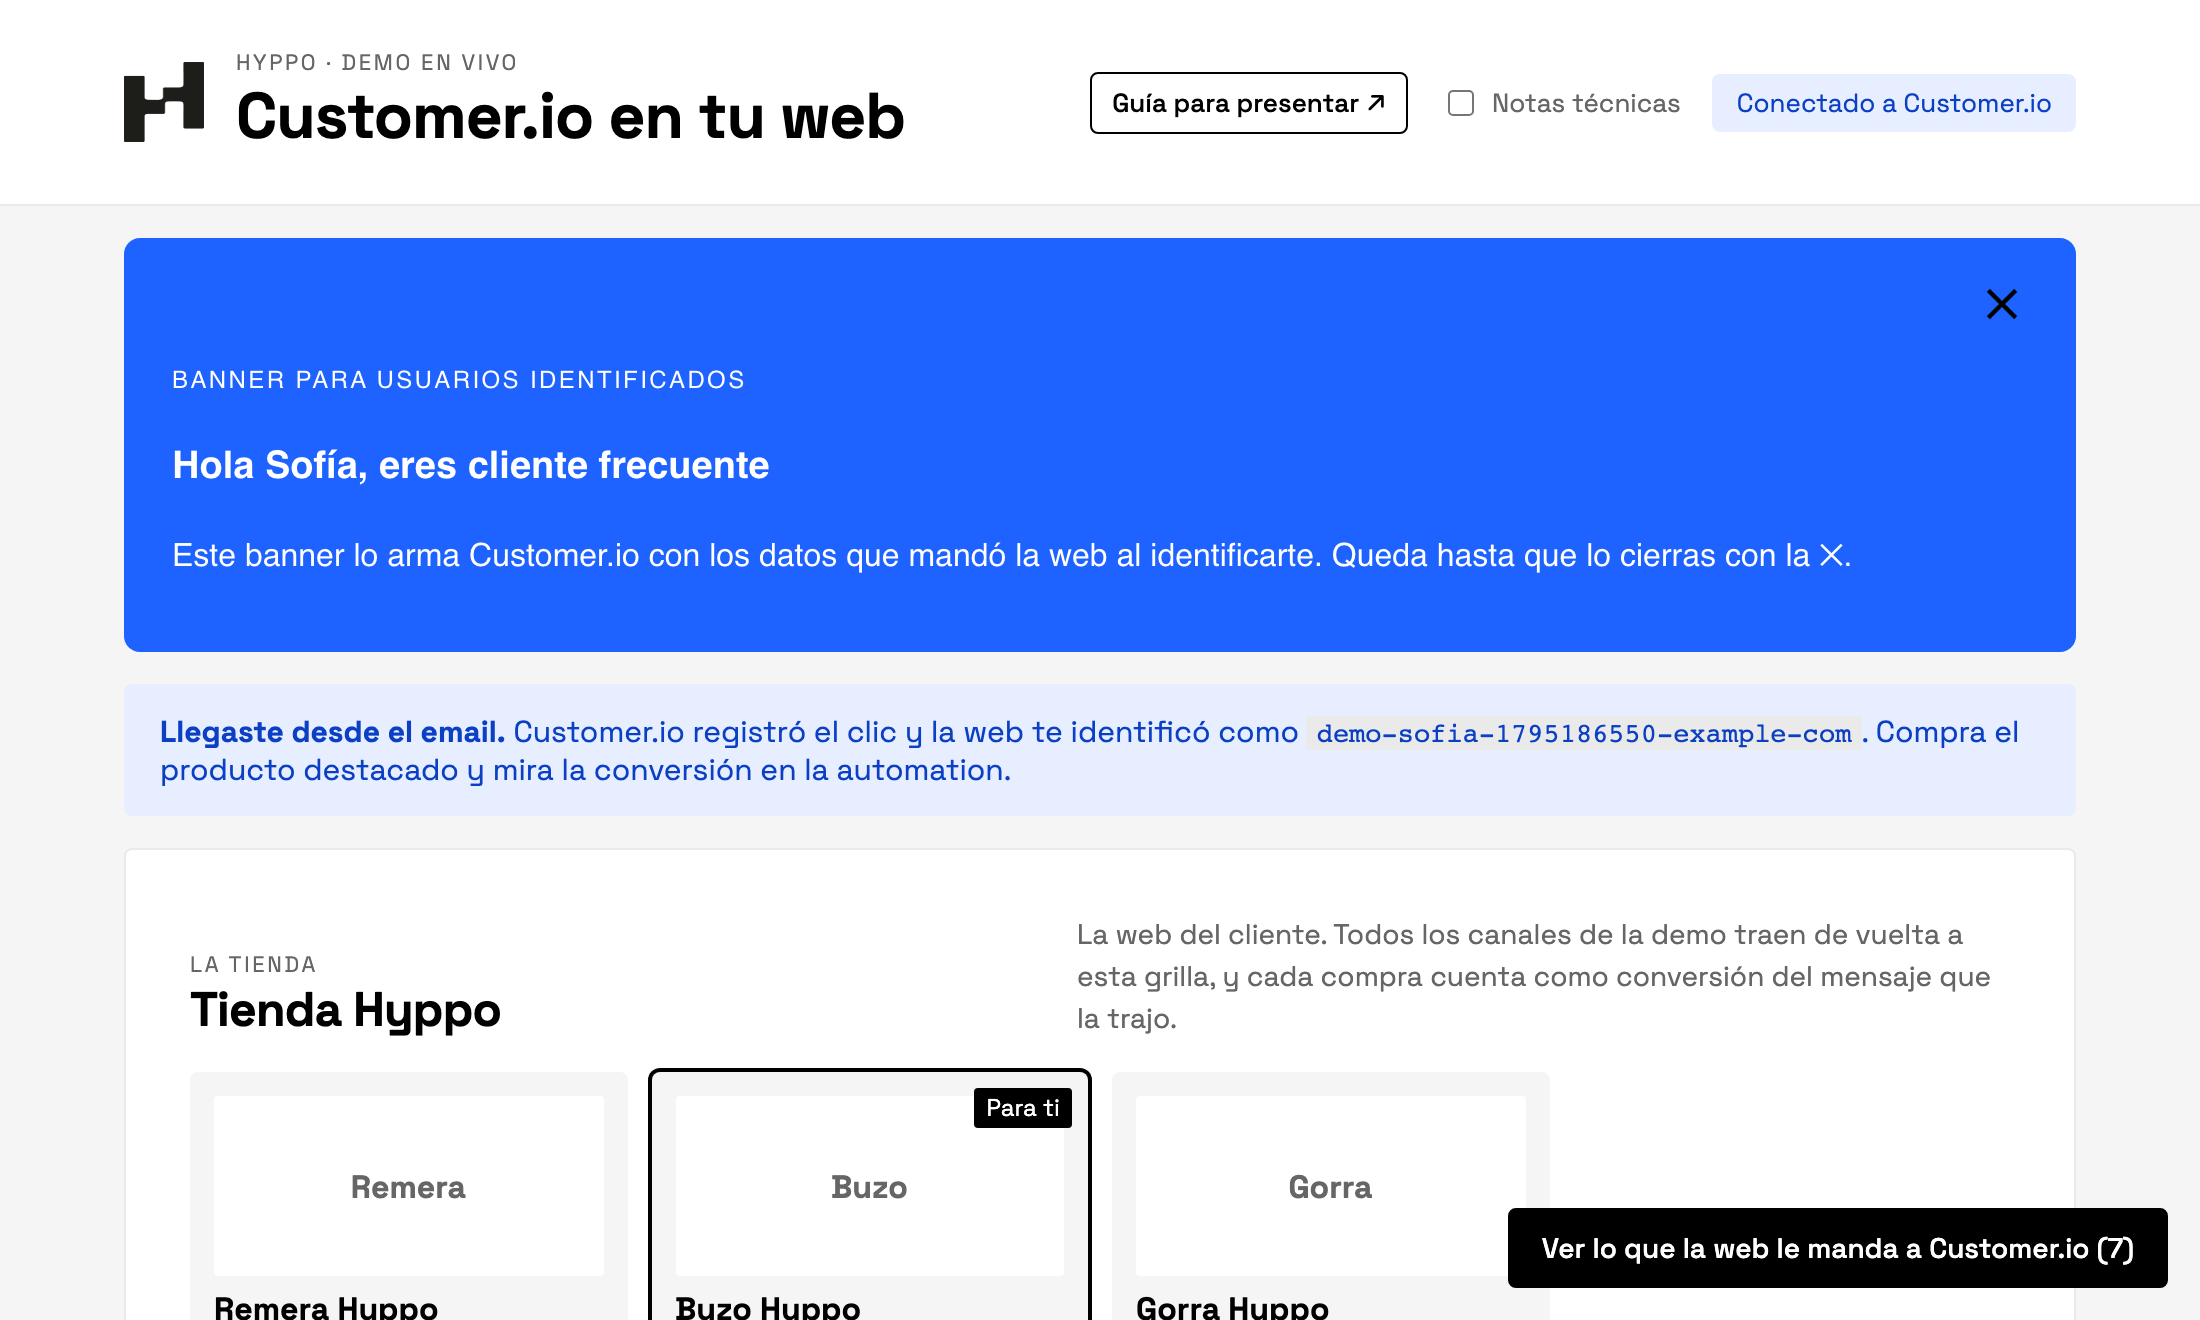 HYPPO · DEMO EN VIVO
Customer.io en tu web
Guía para presentar ↗
Notas técnicas
Conectado a Customer.io
BANNER PARA USUARIOS IDENTIFICADOS
Hola Sofía, eres cliente frecuente
Este banner lo arma Customer.io con los datos que mandó la web al identificarte. Queda hasta que lo cierras con la ✕.
Llegaste desde el email. Customer.io registró el clic y la web te identificó como demo-sofia-1795186550-example-com. Compra el
producto destacado y mira la conversión en la automation.
LA TIENDA
Tienda Hyppo
La web del cliente. Todos los canales de la demo traen de vuelta a
esta grilla, y cada compra cuenta como conversión del mensaje que
la trajo.
Remera
Remera Hyppo
Para ti
Buzo
Buzo Hyppo
Gorra
Gorra Hyppo
Ver lo que la web le manda a Customer.io (7)